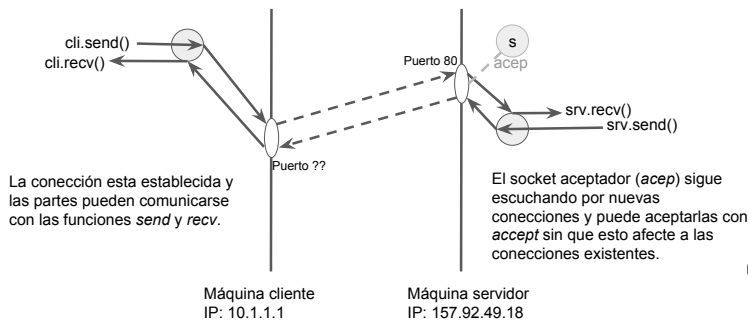 cli.send()
cli.recv()
Puerto 80
s
acep
srv.recv()
srv.send()
Puerto ??
La conección esta establecida y
las partes pueden comunicarse
con las funciones send y recv.
El socket aceptador (acep) sigue
escuchando por nuevas
conecciones y puede aceptarlas con
accept sin que esto afecte a las
conecciones existentes.
Máquina cliente
IP: 10.1.1.1
Máquina servidor
IP: 157.92.49.18